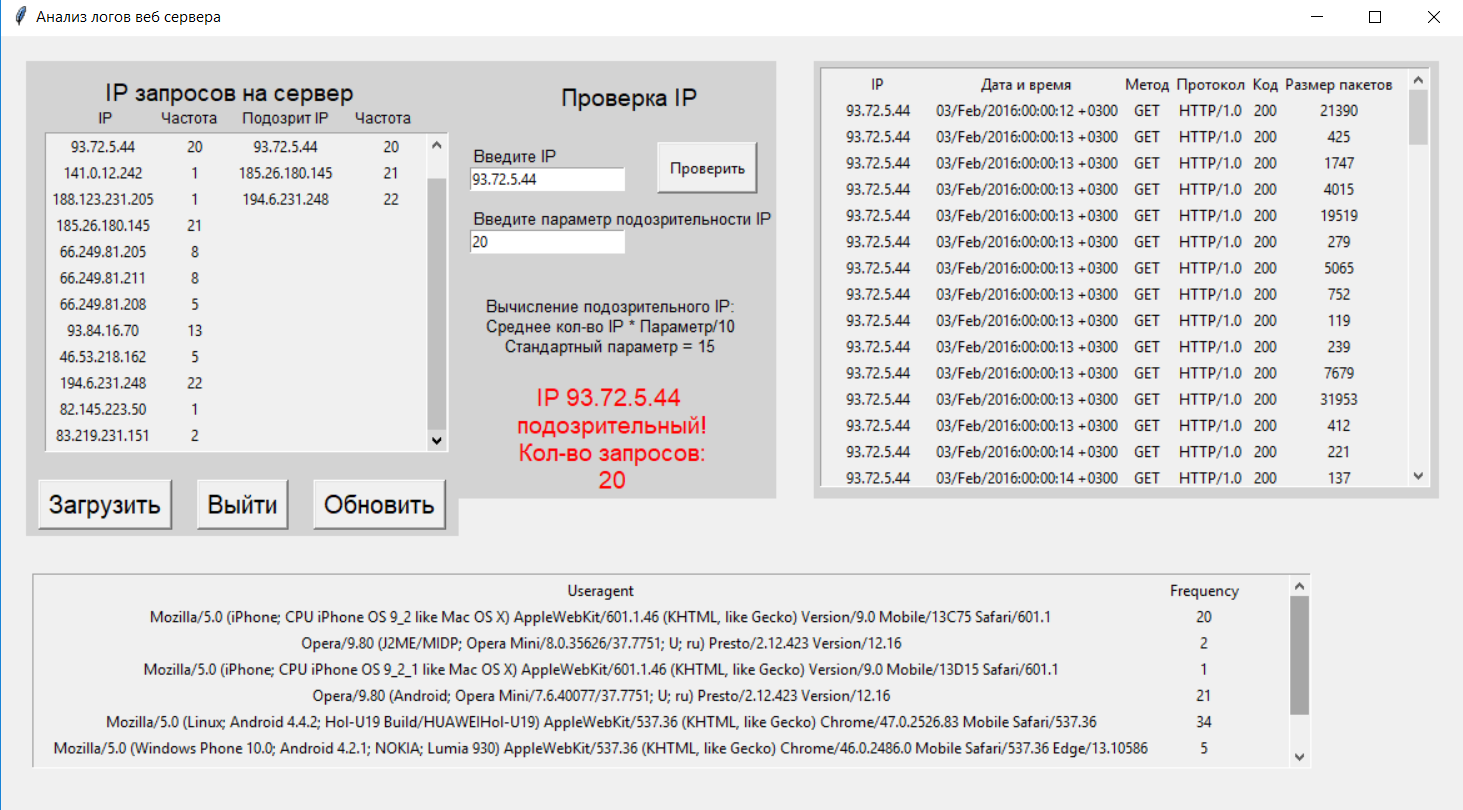 Анализ логов веб сервера
IP запросов на сервер
IP Частота Подозрит IP Частота
93.72.5.44 20 93.72.5.44 20
141.0.12.242 1 185.26.180.145 21
188.123.231.205 1 194.6.231.248 22
185.26.180.145 21
66.249.81.205 8
66.249.81.211 8
66.249.81.208 5
93.84.16.70 13
46.53.218.162 5
194.6.231.248 22
82.145.223.50 1
83.219.231.151 2
Загрузить Выйти Обновить
Проверка IP
Введите IP
93.72.5.44
Проверить
Введите параметр подозрительности IP
20
Вычисление подозрительного IP:
Среднее кол-во IP * Параметр/10
Стандартный параметр = 15
IP 93.72.5.44
подозрительный!
Кол-во запросов:
20
IP Дата и время Метод Протокол Код Размер пакетов
93.72.5.44 03/Feb/2016:00:00:12 +0300 GET HTTP/1.0 200 21390
93.72.5.44 03/Feb/2016:00:00:13 +0300 GET HTTP/1.0 200 425
93.72.5.44 03/Feb/2016:00:00:13 +0300 GET HTTP/1.0 200 1747
93.72.5.44 03/Feb/2016:00:00:13 +0300 GET HTTP/1.0 200 4015
93.72.5.44 03/Feb/2016:00:00:13 +0300 GET HTTP/1.0 200 19519
93.72.5.44 03/Feb/2016:00:00:13 +0300 GET HTTP/1.0 200 279
93.72.5.44 03/Feb/2016:00:00:13 +0300 GET HTTP/1.0 200 5065
93.72.5.44 03/Feb/2016:00:00:13 +0300 GET HTTP/1.0 200 752
93.72.5.44 03/Feb/2016:00:00:13 +0300 GET HTTP/1.0 200 119
93.72.5.44 03/Feb/2016:00:00:13 +0300 GET HTTP/1.0 200 239
93.72.5.44 03/Feb/2016:00:00:13 +0300 GET HTTP/1.0 200 7679
93.72.5.44 03/Feb/2016:00:00:13 +0300 GET HTTP/1.0 200 31953
93.72.5.44 03/Feb/2016:00:00:13 +0300 GET HTTP/1.0 200 412
93.72.5.44 03/Feb/2016:00:00:14 +0300 GET HTTP/1.0 200 221
93.72.5.44 03/Feb/2016:00:00:14 +0300 GET HTTP/1.0 200 137
Useragent Frequency
Mozilla/5.0 (iPhone; CPU iPhone OS 9_2 like Mac OS X) AppleWebKit/601.1.46 (KHTML, like Gecko) Version/9.0 Mobile/13C75 Safari/601.1 20
Opera/9.80 (J2ME/MIDP; Opera Mini/8.0.35626/37.7751; U; ru) Presto/2.12.423 Version/12.16 2
Mozilla/5.0 (iPhone; CPU iPhone OS 9_2_1 like Mac OS X) AppleWebKit/601.1.46 (KHTML, like Gecko) Version/9.0 Mobile/13D15 Safari/601.1 1
Opera/9.80 (Android; Opera Mini/7.6.40077/37.7751; U; ru) Presto/2.12.423 Version/12.16 21
Mozilla/5.0 (Linux; Android 4.4.2; Hol-U19 Build/HUAWEIHol-U19) AppleWebKit/537.36 (KHTML, like Gecko) Chrome/47.0.2526.83 Mobile Safari/537.36 34
Mozilla/5.0 (Windows Phone 10.0; Android 4.2.1; NOKIA; Lumia 930) AppleWebKit/537.36 (KHTML, like Gecko) Chrome/46.0.2486.0 Mobile Safari/537.36 Edge/13.10586 5